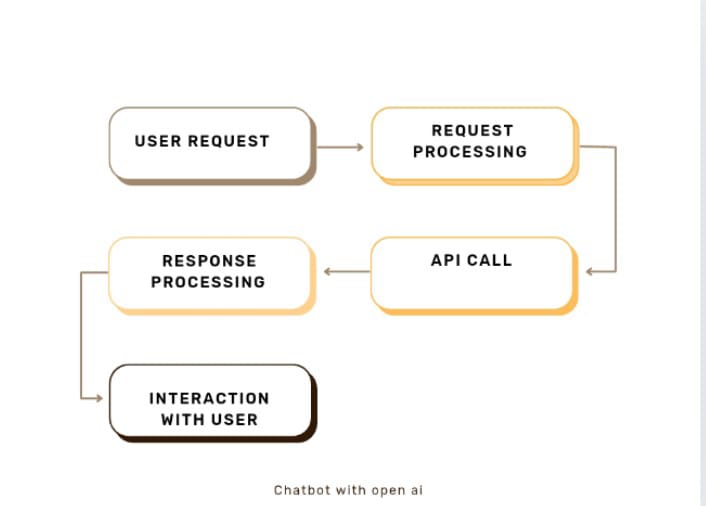 USER REQUEST
REQUEST
PROCESSING
API CALL
RESPONSE
PROCESSING
INTERACTION
WITH USER
Chatbot with open ai